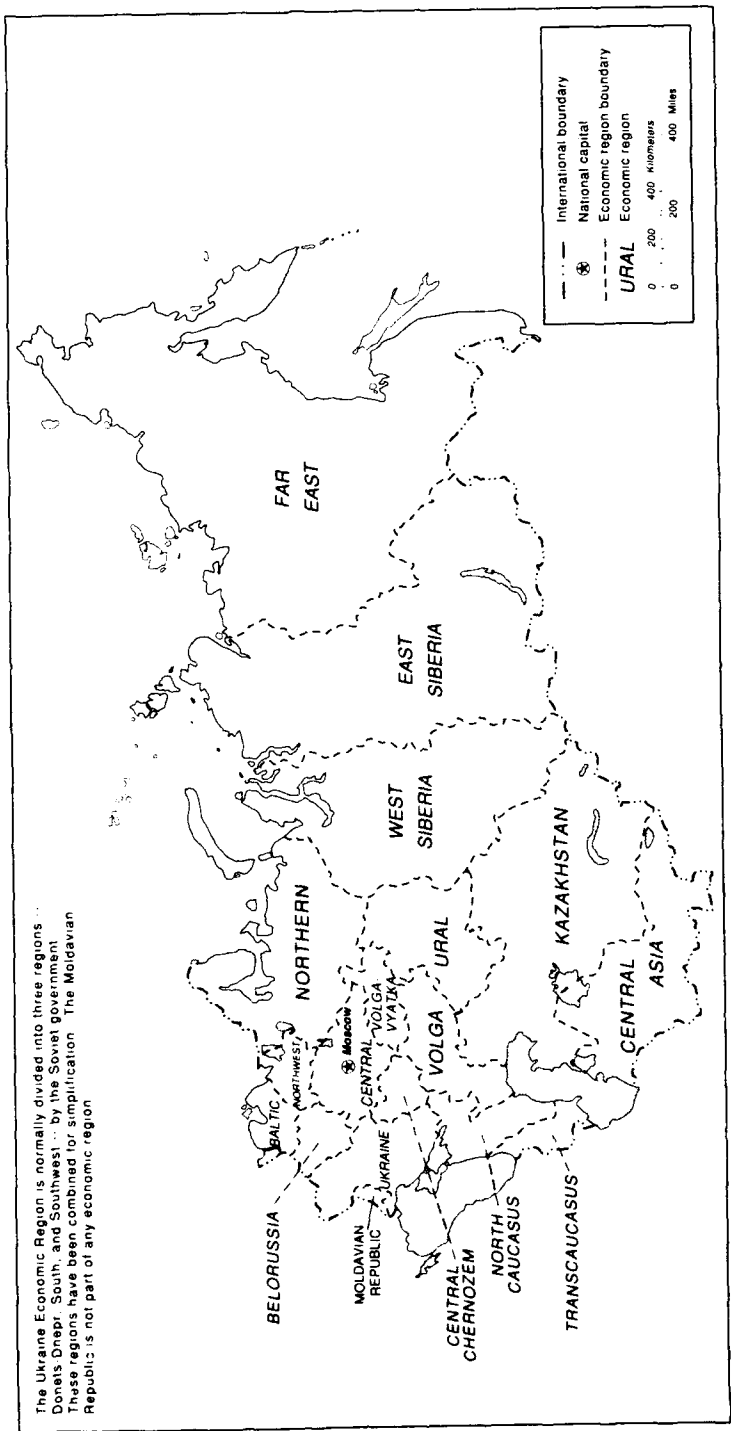 The Ukraine Economic Region is normally divided into three regions --
Donets-Dnepr, South, and Southwest -- by the Soviet government
These regions have been combined for simplification The Moldavian
Republic is not part of any economic region
FAR
EAST
EAST
SIBERIA
WEST
SIBERIA
NORTHERN
URAL
KAZAKHSTAN
CENTRAL
ASIA
BALTIC
NORTHWEST
Moscow
CENTRAL
VOLGA
VYATKA
VOLGA
UKRAINE
BELORUSSIA
MOLDAVIAN
REPUBLIC
CENTRAL
CHERNOZEM
NORTH
CAUCASUS
TRANSCAUCASUS
International boundary
National capital
Economic region boundary
URAL Economic region
0 200 400 Kilometers
0 200 400 Miles